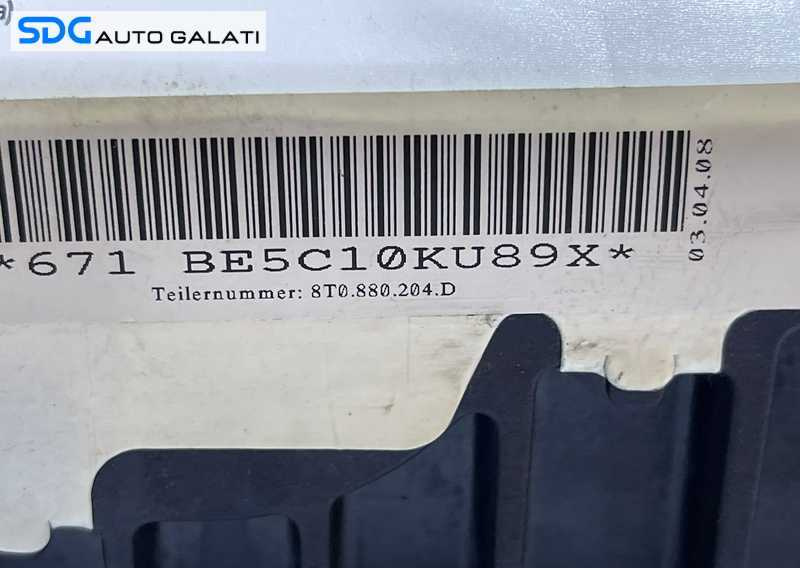 SDG AUTO GALATI
*671 BE5C10KU89X*
Teilernummer: 8T0.880.204.D
03.04.08